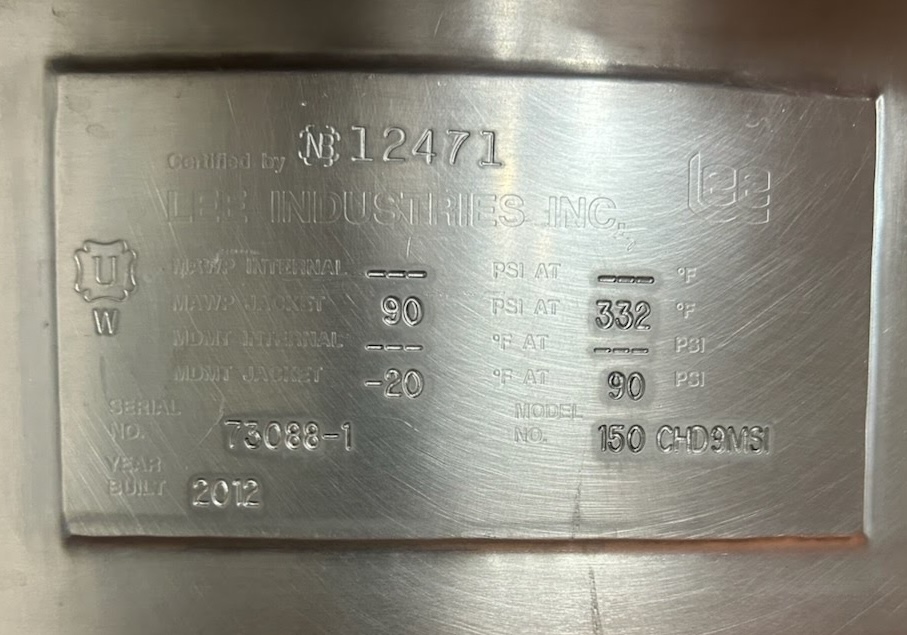 Certified by NB 12471
Lee
LEE INDUSTRIES INC.
U
W
MAWP INTERNAL --- PSI AT --- °F
MAWP JACKET 90 PSI AT 332 °F
MDMT INTERNAL --- °F AT --- PSI
MDMT JACKET -20 °F AT 90 PSI
SERIAL NO. 73088-1
MODEL NO. 150 CHD9MSI
YEAR BUILT 2012